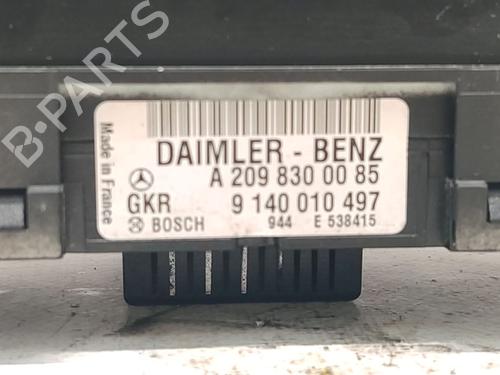 Made in France
DAIMLER - BENZ
A 209 830 00 85
GKR 9 140 010 497
BOSCH 944 E 538415
B-PARTS